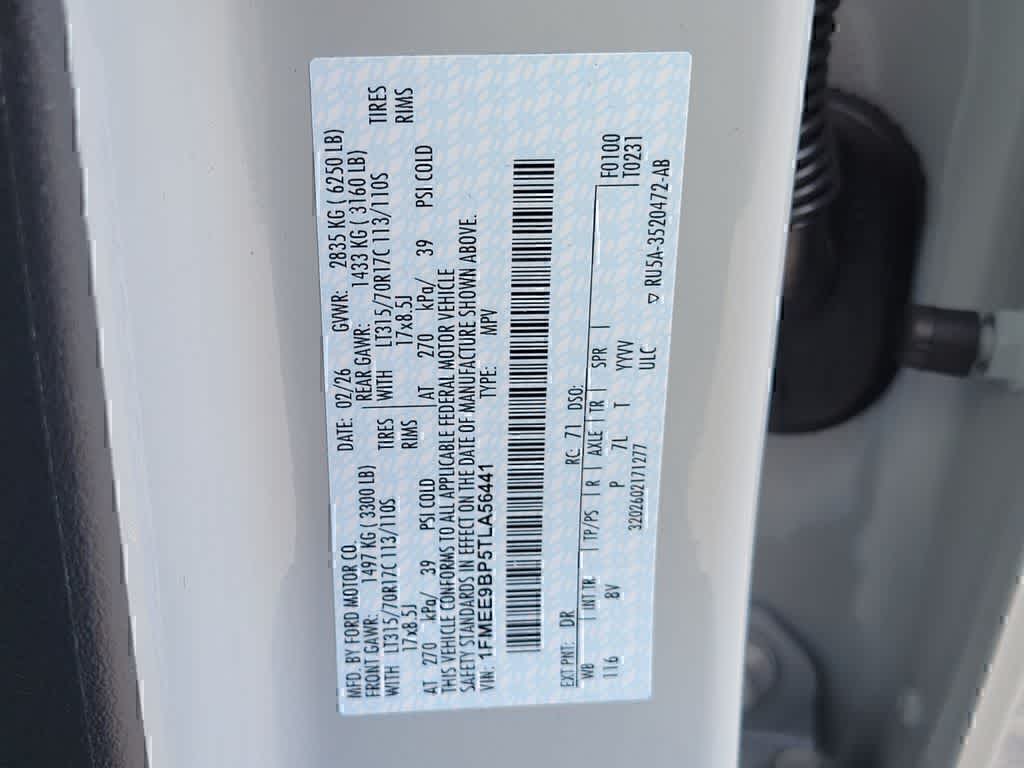 MFD. BY FORD MOTOR CO. DATE: 02/26 GVWR: 2835 KG ( 6250 LB)
FRONT GAWR: 1497 KG ( 3300 LB) REAR GAWR: 1433 KG ( 3160 LB)
WITH LT315/70R17C 113/110S TIRES WITH LT315/70R17C 113/110S TIRES
17x8.5J RIMS 17x8.5J RIMS
AT 270 kPa/ 39 PSI COLD AT 270 kPa/ 39 PSI COLD
THIS VEHICLE CONFORMS TO ALL APPLICABLE FEDERAL MOTOR VEHICLE
SAFETY STANDARDS IN EFFECT ON THE DATE OF MANUFACTURE SHOWN ABOVE.
VIN: 1FMEE9BP5TLA56441 TYPE: MPV
EXT PNT: DR RC: 71 DSO:
WB INT TR TP/PS R AXLE TR SPR F0100
116 8V P 7L T YYVV T0231
3202602171277 ULC ▽ RU5A-3520472-AB